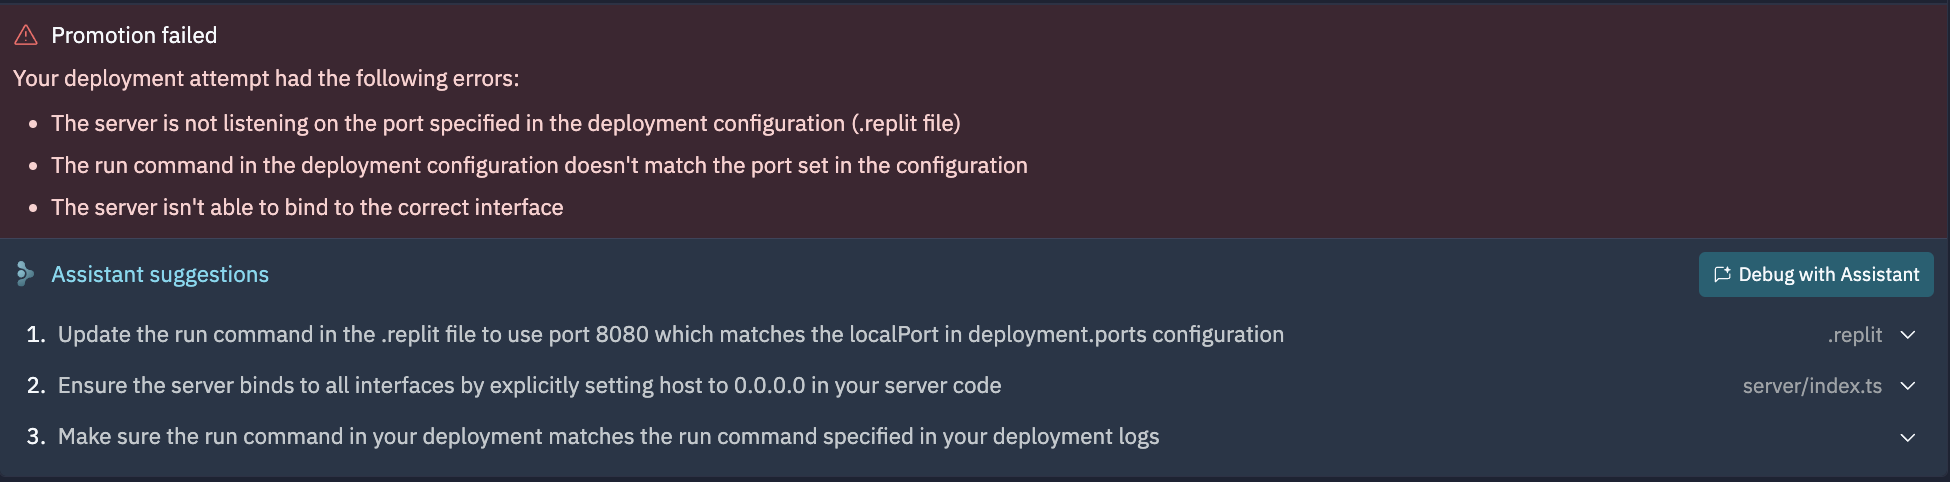 Promotion failed
Your deployment attempt had the following errors:
• The server is not listening on the port specified in the deployment configuration (.replit file)
• The run command in the deployment configuration doesn't match the port set in the configuration
• The server isn't able to bind to the correct interface
Assistant suggestions
Debug with Assistant
1. Update the run command in the .replit file to use port 8080 which matches the localPort in deployment.ports configuration .replit
2. Ensure the server binds to all interfaces by explicitly setting host to 0.0.0.0 in your server code server/index.ts
3. Make sure the run command in your deployment matches the run command specified in your deployment logs